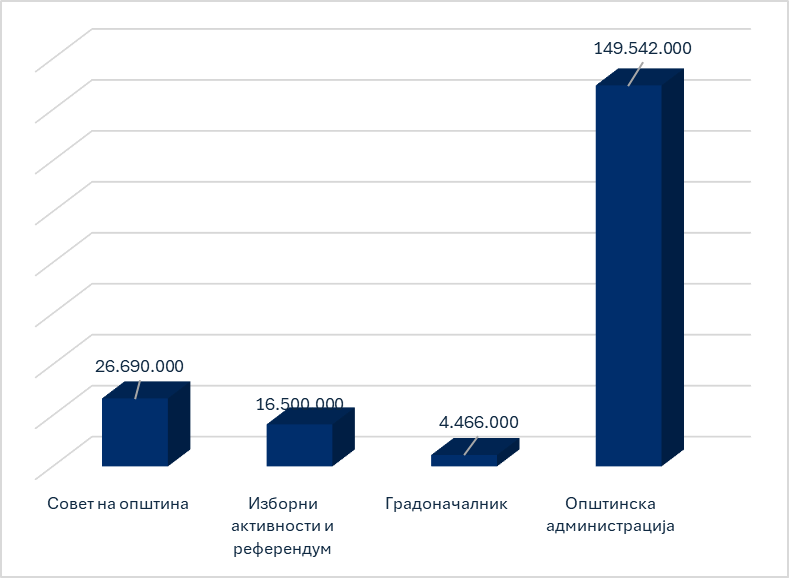 149.542.000
26.690.000
16.500.000
4.466.000
Совет на општина
Изборни
активности и
референдум
Градоначалник
Општинска
администрација